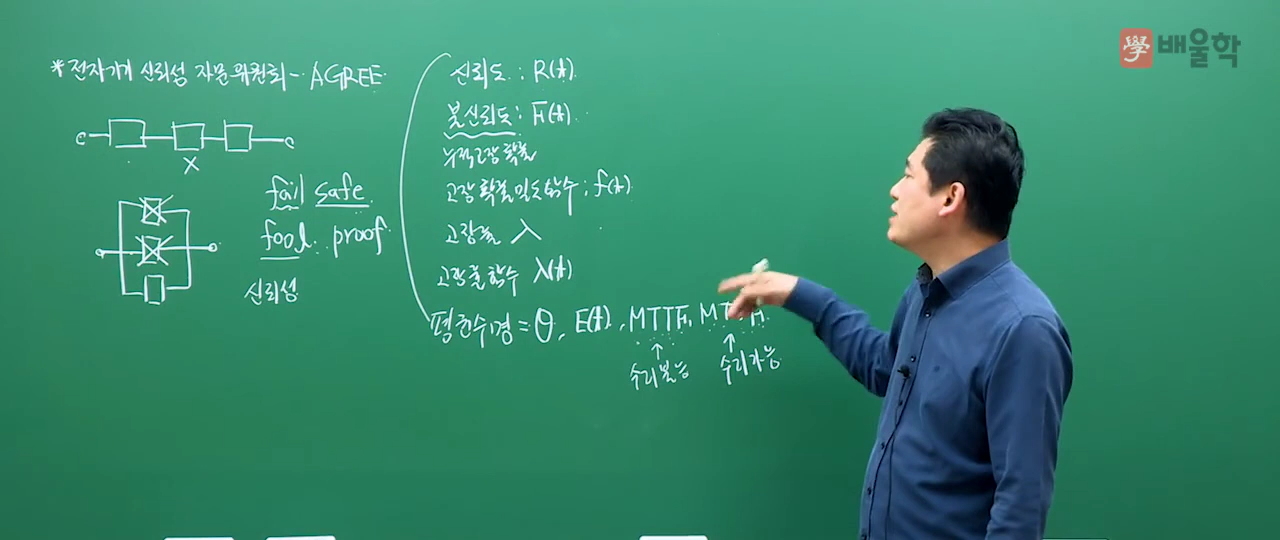 學 배울학
*전자기기 신뢰성 자문위원회 - AGREE
X
fail safe
fool proof
신뢰성
신뢰도 : R(t)
불신뢰도 : F(t)
누적고장확률
고장확률밀도함수 : f(t)
고장률 λ
고장률함수 λ(t)
평균수명 = θ, E(t), MTTF,
수리불능 수리가능